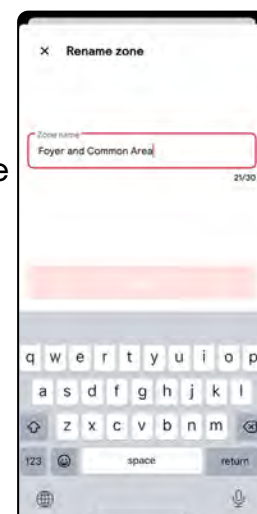 × Rename zone
Zone name
Foyer and Common Area
e
21/30
q w e r t y u i o p
a s d f g h j k l
z x c v b n m
123 space return